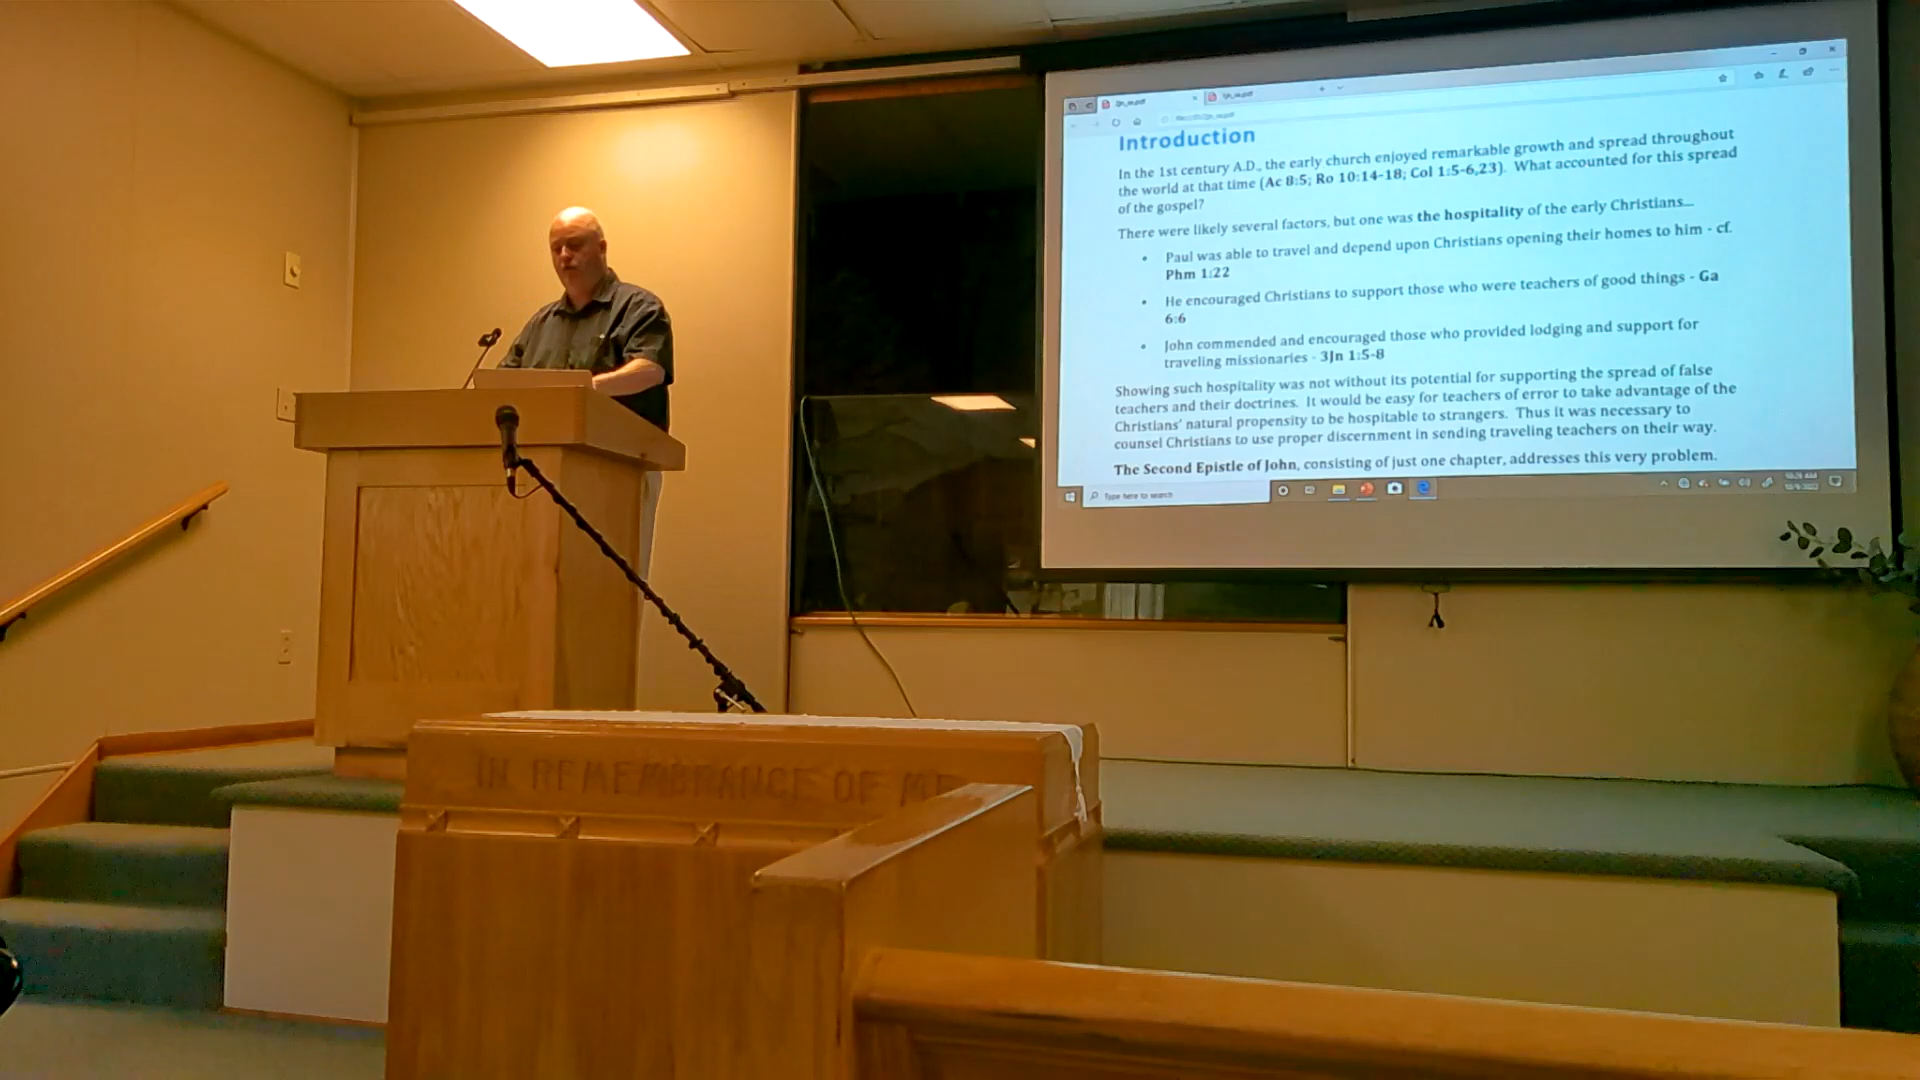 Introduction
In the 1st century A.D., the early church enjoyed remarkable growth and spread throughout
the world at that time (Ac 8:5; Ro 10:14-18; Col 1:5-6,23). What accounted for this spread
of the gospel?
There were likely several factors, but one was the hospitality of the early Christians...
• Paul was able to travel and depend upon Christians opening their homes to him - cf.
Phm 1:22
• He encouraged Christians to support those who were teachers of good things - Ga
6:6
• John commended and encouraged those who provided lodging and support for
traveling missionaries - 3Jn 1:5-8
Showing such hospitality was not without its potential for supporting the spread of false
teachers and their doctrines. It would be easy for teachers of error to take advantage of the
Christians' natural propensity to be hospitable to strangers. Thus it was necessary to
counsel Christians to use proper discernment in sending traveling teachers on their way.
The Second Epistle of John, consisting of just one chapter, addresses this very problem.
Type here to search
IN REMEMBRANCE OF ME